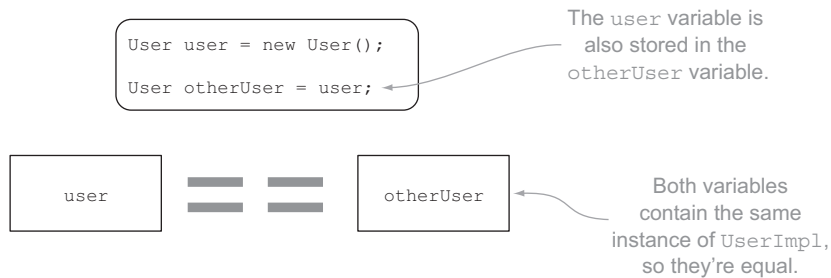 User user = new User();
User otherUser = user;
The user variable is
also stored in the
otherUser variable.
user
==
otherUser
Both variables
contain the same
instance of UserImpl,
so they're equal.